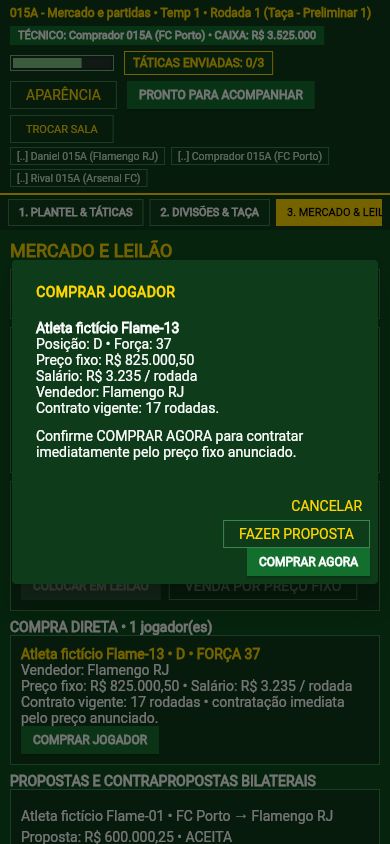 015A - Mercado e partidas • Temp 1 • Rodada 1 (Taça - Preliminar 1)
TÉCNICO: Comprador 015A (FC Porto) • CAIXA: R$ 3.525.000
TÁTICAS ENVIADAS: 0/3
APARÊNCIA
PRONTO PARA ACOMPANHAR
TROCAR SALA
[..] Daniel 015A (Flamengo RJ)
[..] Comprador 015A (FC Porto)
[..] Rival 015A (Arsenal FC)
1. PLANTEL & TÁTICAS
2. DIVISÕES & TAÇA
3. MERCADO & LEIL
MERCADO E LEILÃO
COMPRAR JOGADOR
Atleta fictício Flame-13
Posição: D • Força: 37
Preço fixo: R$ 825.000,50
Salário: R$ 3.235 / rodada
Vendedor: Flamengo RJ
Contrato vigente: 17 rodadas.
Confirme COMPRAR AGORA para contratar
imediatamente pelo preço fixo anunciado.
CANCELAR
FAZER PROPOSTA
COMPRAR AGORA
COLOCAR EM LEILÃO
VENDA POR PREÇO FIXO
COMPRA DIRETA • 1 jogador(es)
Atleta fictício Flame-13 • D • FORÇA 37
Vendedor: Flamengo RJ
Preço fixo: R$ 825.000,50 • Salário: R$ 3.235 / rodada
Contrato vigente: 17 rodadas • contratação imediata
pelo preço anunciado.
COMPRAR JOGADOR
PROPOSTAS E CONTRAPROPOSTAS BILATERAIS
Atleta fictício Flame-01 • FC Porto → Flamengo RJ
Proposta: R$ 600.000,25 • ACEITA